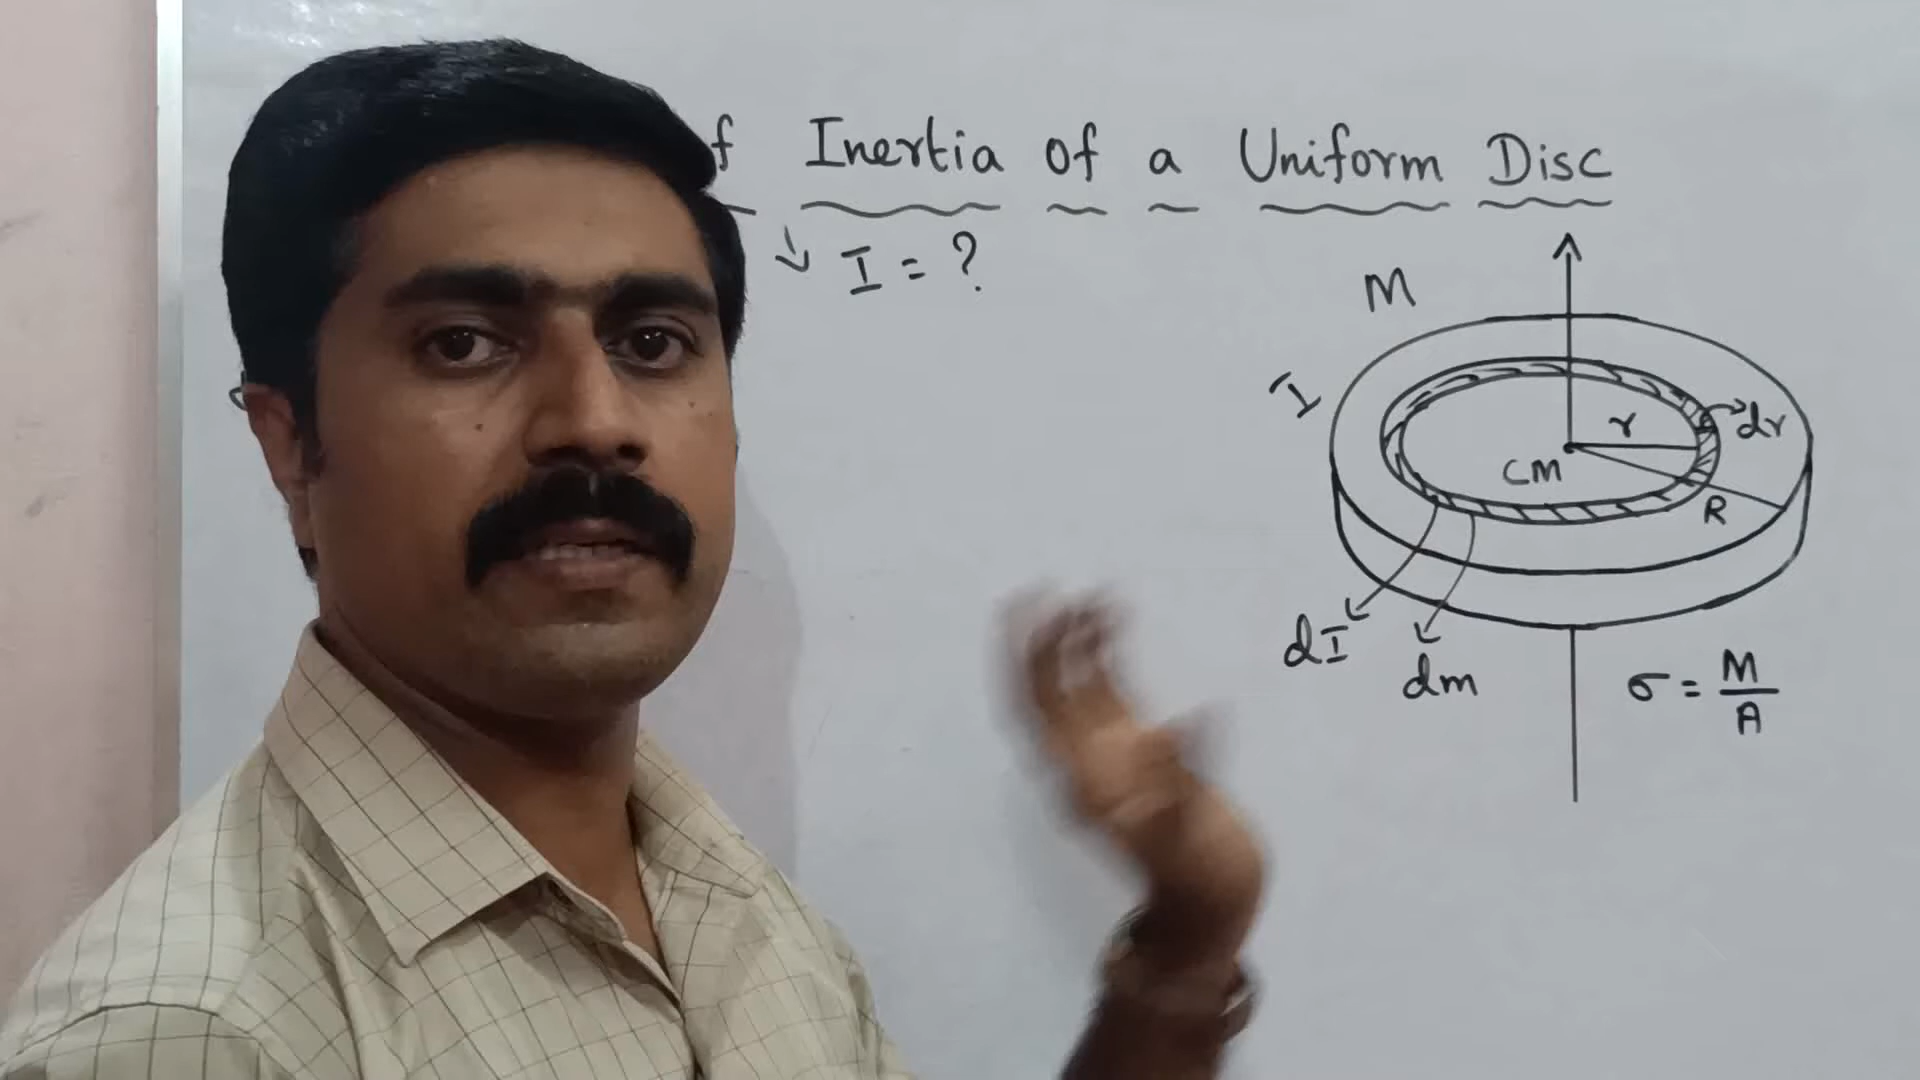 f Inertia of a Uniform Disc
I = ?
M
I
r
dr
CM
R
dI
dm
σ = M/A